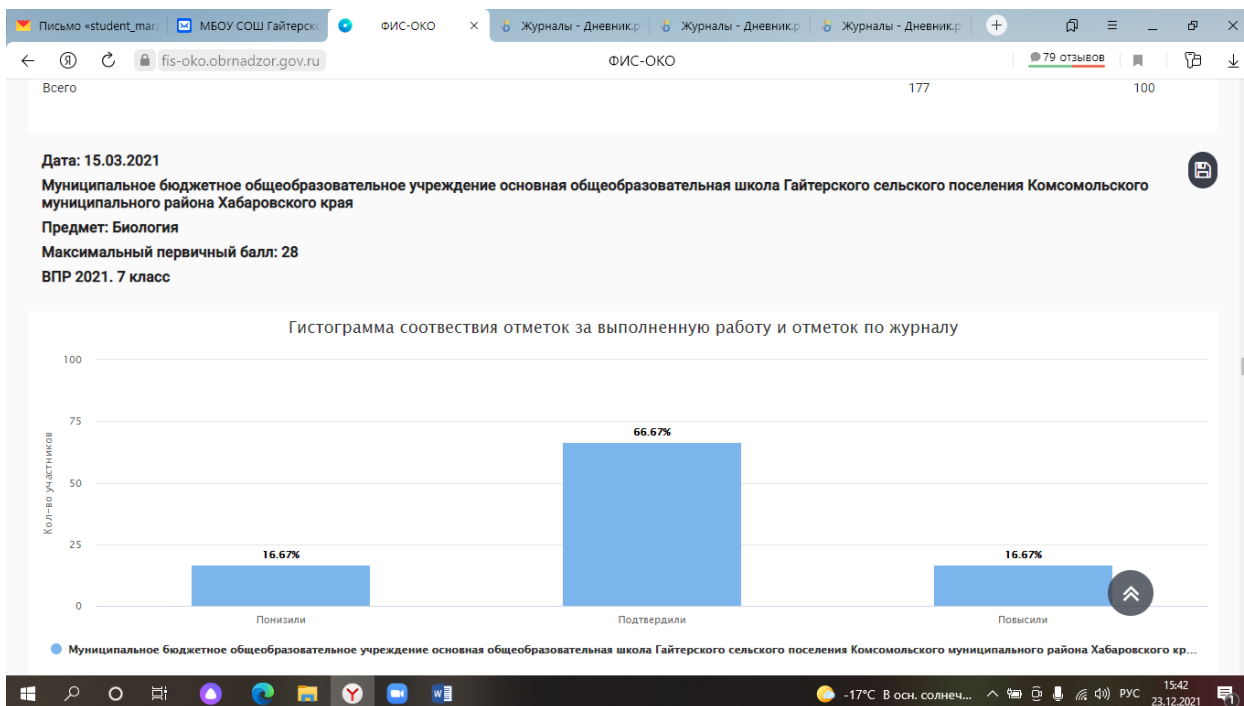 Письмо «student_mar
МБОУ СОШ Гайтерско
ФИС-ОКО
Журналы - Дневник.р
Журналы - Дневник.р
Журналы - Дневник.р
fis-oko.obrnadzor.gov.ru
ФИС-ОКО
79 отзывов
Всего 177 100
Дата: 15.03.2021
Муниципальное бюджетное общеобразовательное учреждение основная общеобразовательная школа Гайтерского сельского поселения Комсомольского
муниципального района Хабаровского края
Предмет: Биология
Максимальный первичный балл: 28
ВПР 2021. 7 класс
Гистограмма соотвествия отметок за выполненную работу и отметок по журналу
Кол-во участников
100
75
50
25
0
16.67%
66.67%
16.67%
Понизили
Подтвердили
Повысили
Муниципальное бюджетное общеобразовательное учреждение основная общеобразовательная школа Гайтерского сельского поселения Комсомольского муниципального района Хабаровского кр...
-17°C В осн. солнеч...
РУС
15:42
23.12.2021